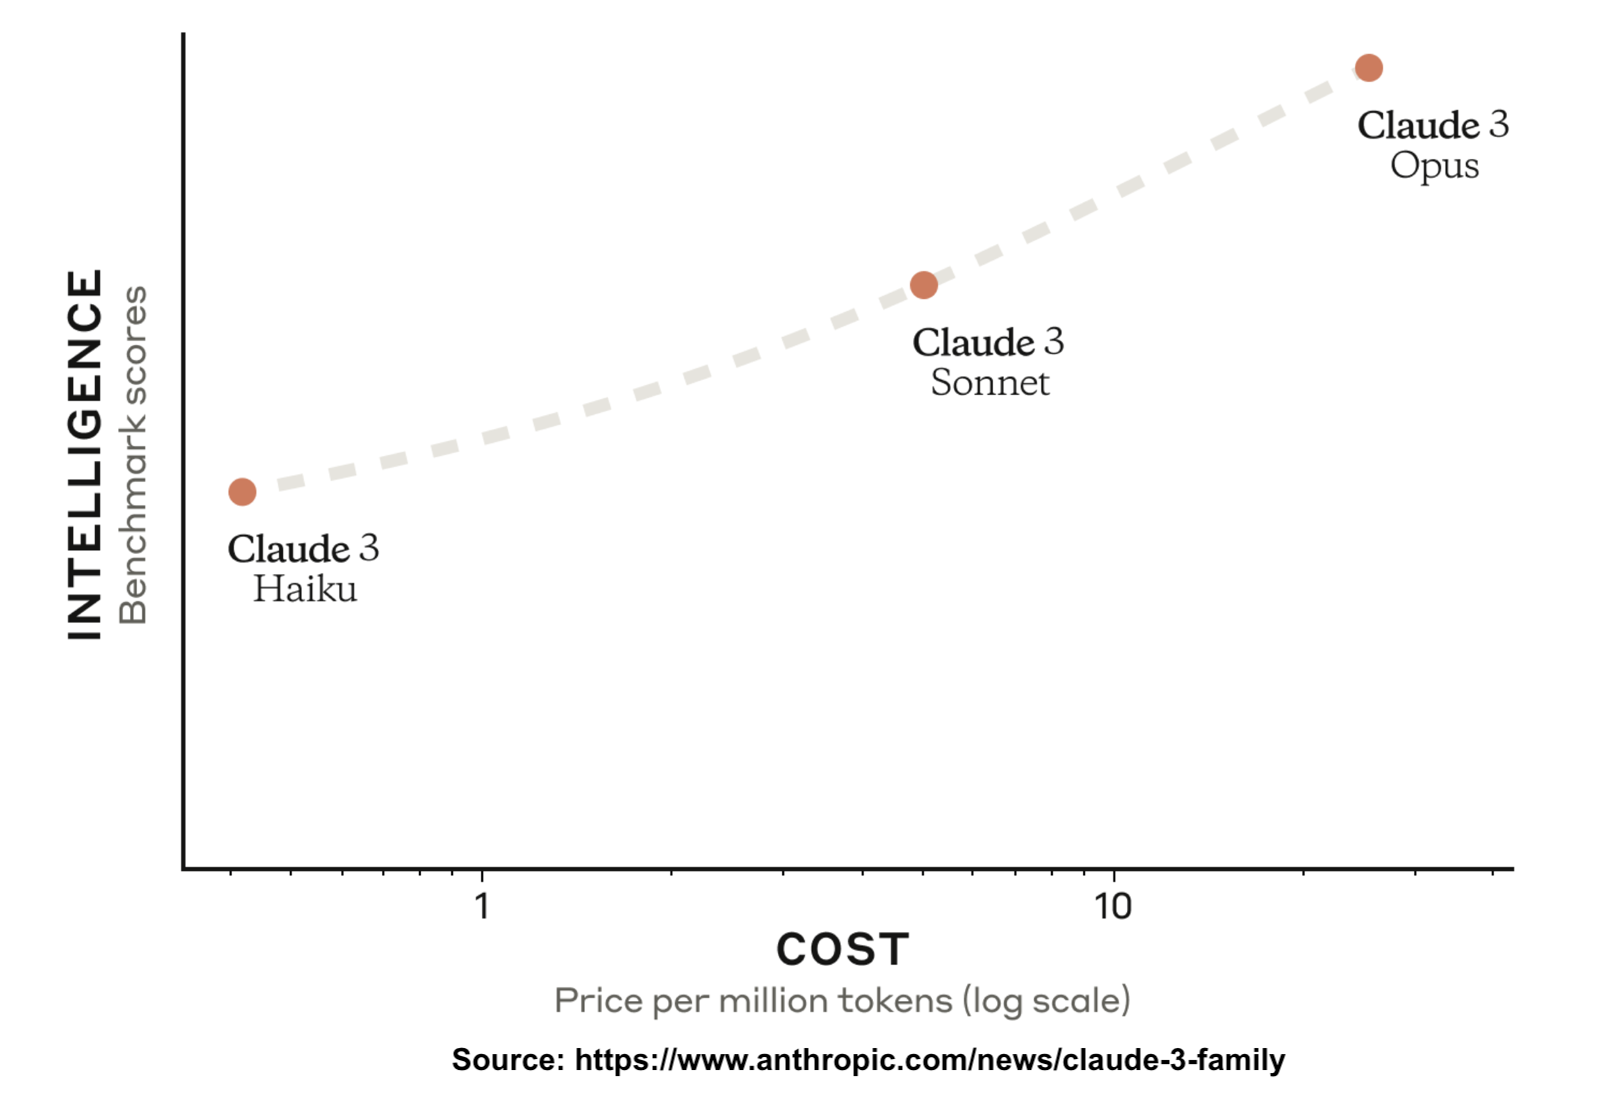 INTELLIGENCE
Benchmark scores
Claude 3
Opus
Claude 3
Sonnet
Claude 3
Haiku
1
10
COST
Price per million tokens (log scale)
Source: https://www.anthropic.com/news/claude-3-family